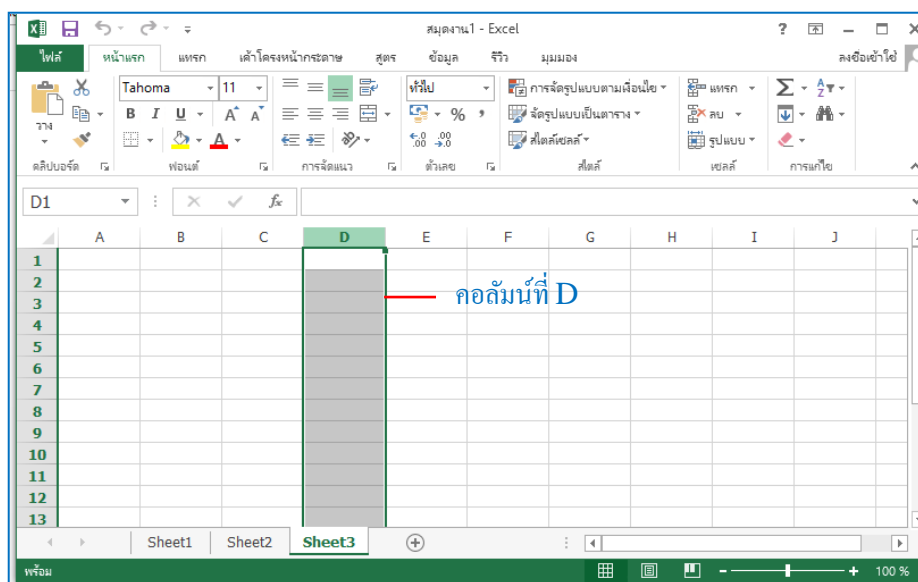 สมุดงาน1 - Excel
?
ไฟล์ หน้าแรก แทรก เค้าโครงหน้ากระดาษ สูตร ข้อมูล รีวิว มุมมอง ลงชื่อเข้าใช้
วาง
Tahoma 11
B I U A A A
ทั่วไป
% ,
การจัดรูปแบบตามเงื่อนไข
จัดรูปแบบเป็นตาราง
สไตล์เซลล์
แทรก
ลบ
รูปแบบ
คลิปบอร์ด ฟอนต์ การจัดแนว ตัวเลข สไตล์ เซลล์ การแก้ไข
D1 fx
A B C D E F G H I J
1
2
คอลัมน์ที่ D
3
4
5
6
7
8
9
10
11
12
13
Sheet1 Sheet2 Sheet3
พร้อม 100 %